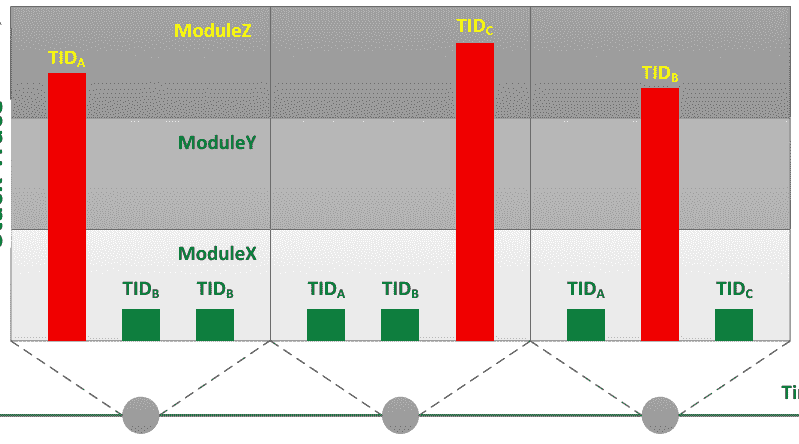 ModuleZ
TIDA
TIDC
TIDB
ModuleY
ModuleX
TIDB
TIDB
TIDA
TIDB
TIDA
TIDC